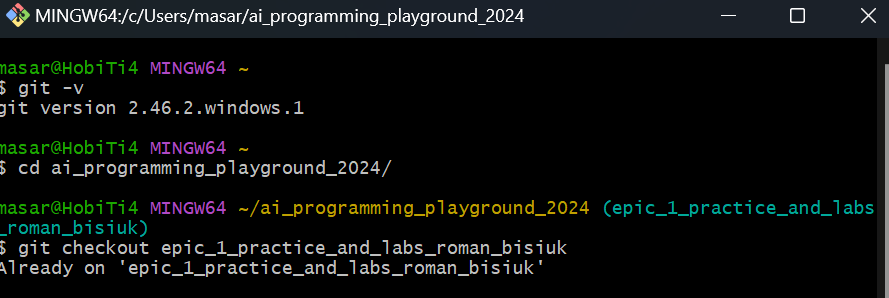 MINGW64:/c/Users/masar/ai_programming_playground_2024
masar@HobiTi4 MINGW64 ~
$ git -v
git version 2.46.2.windows.1
masar@HobiTi4 MINGW64 ~
$ cd ai_programming_playground_2024/
masar@HobiTi4 MINGW64 ~/ai_programming_playground_2024 (epic_1_practice_and_labs
_roman_bisiuk)
$ git checkout epic_1_practice_and_labs_roman_bisiuk
Already on 'epic_1_practice_and_labs_roman_bisiuk'